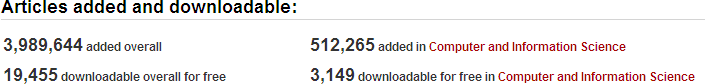 Articles added and downloadable:
3,989,644 added overall 512,265 added in Computer and Information Science
19,455 downloadable overall for free 3,149 downloadable for free in Computer and Information Science